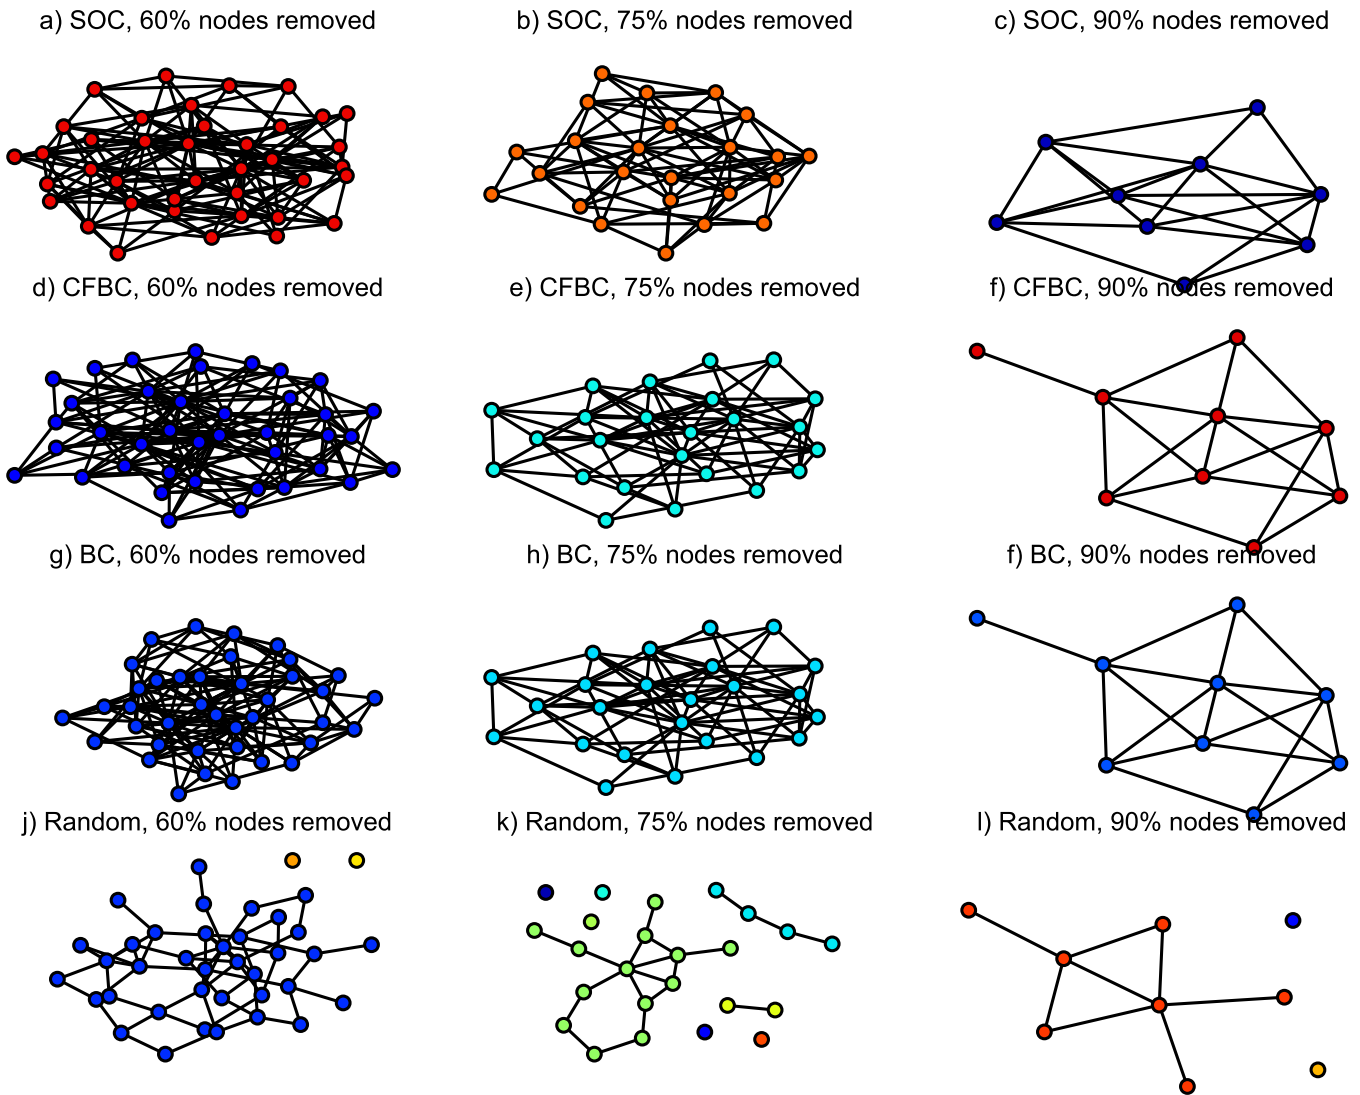 a) SOC, 60% nodes removed
b) SOC, 75% nodes removed
c) SOC, 90% nodes removed
d) CFBC, 60% nodes removed
e) CFBC, 75% nodes removed
f) CFBC, 90% nodes removed
g) BC, 60% nodes removed
h) BC, 75% nodes removed
f) BC, 90% nodes removed
j) Random, 60% nodes removed
k) Random, 75% nodes removed
l) Random, 90% nodes removed